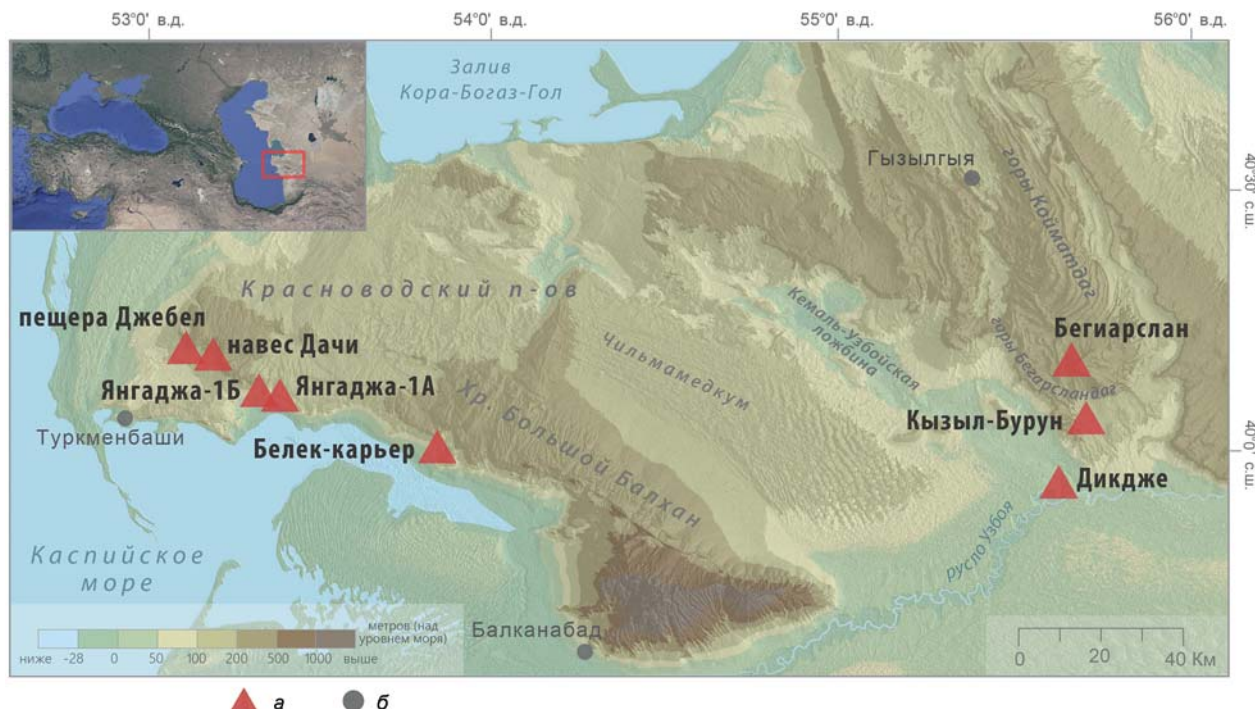 53°0' в.д.
54°0' в.д.
55°0' в.д.
56°0' в.д.
Залив
Кора-Богаз-Гол
Гызылгыя
горы Койматдаг
40°30'
с.ш.
Красноводский п-ов
пещера Джебел
навес Дачи
Кемаль-Узбойская
ложбина
Бегиарслан
Чильмамедкум
горы Бегарсландаг
Янгаджа-1Б
Янгаджа-1А
Туркменбаши
Хр. Большой Балхан
Кызыл-Бурун
Белек-карьер
40°0'
с.ш.
Дикдже
русло Узбоя
Каспийское
море
метров (над
уровнем моря)
ниже -28 0 50 100 200 500 1000 выше
Балканабад
0 20 40 Км
а б